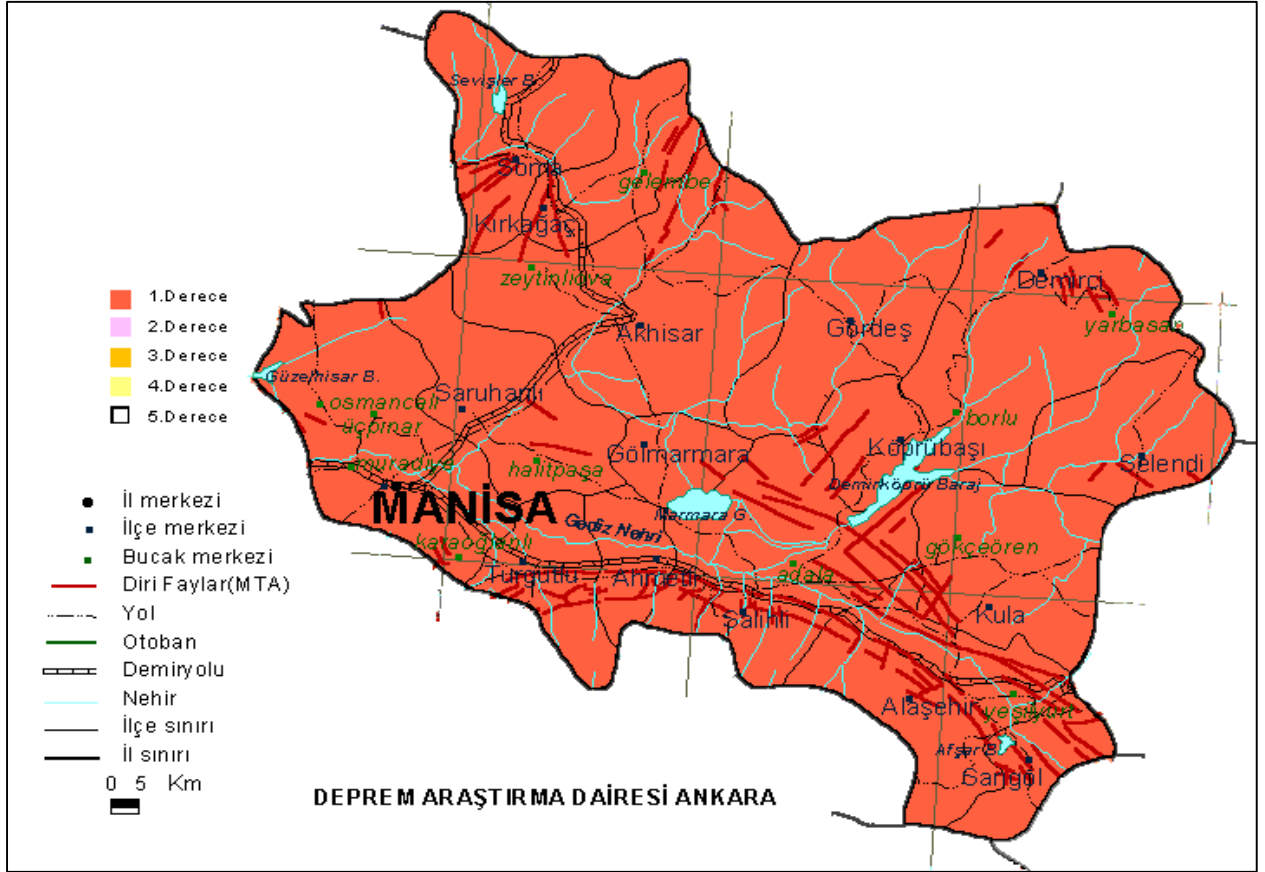 Sevişler B.
Soma
gelembe
Kırkağaç
zeytinliova
Demirci
yarbasan
1.Derece
2.Derece
3.Derece
4.Derece
5.Derece
Akhisar
Gördeş
Güzelhisar B.
Saruhanlı
osmancalı
üçpınar
borlu
muradiye
halitpaşa
Gölmarmara
Köprübaşı
Selendi
Demirköprü Baraj
MANİSA
Marmara G.
Gediz Nehri
karaoğlanlı
gökçeören
Turgutlu
Ahmetli
adala
Salihli
Kula
Alaşehir
yeşilyurt
Afşar B.
Sarıgöl
İl merkezi
İlçe merkezi
Bucak merkezi
Diri Faylar(MTA)
Yol
Otoban
Demiryolu
Nehir
İlçe sınırı
İl sınırı
0 5 Km
DEPREM ARAŞTIRMA DAİRESİ ANKARA